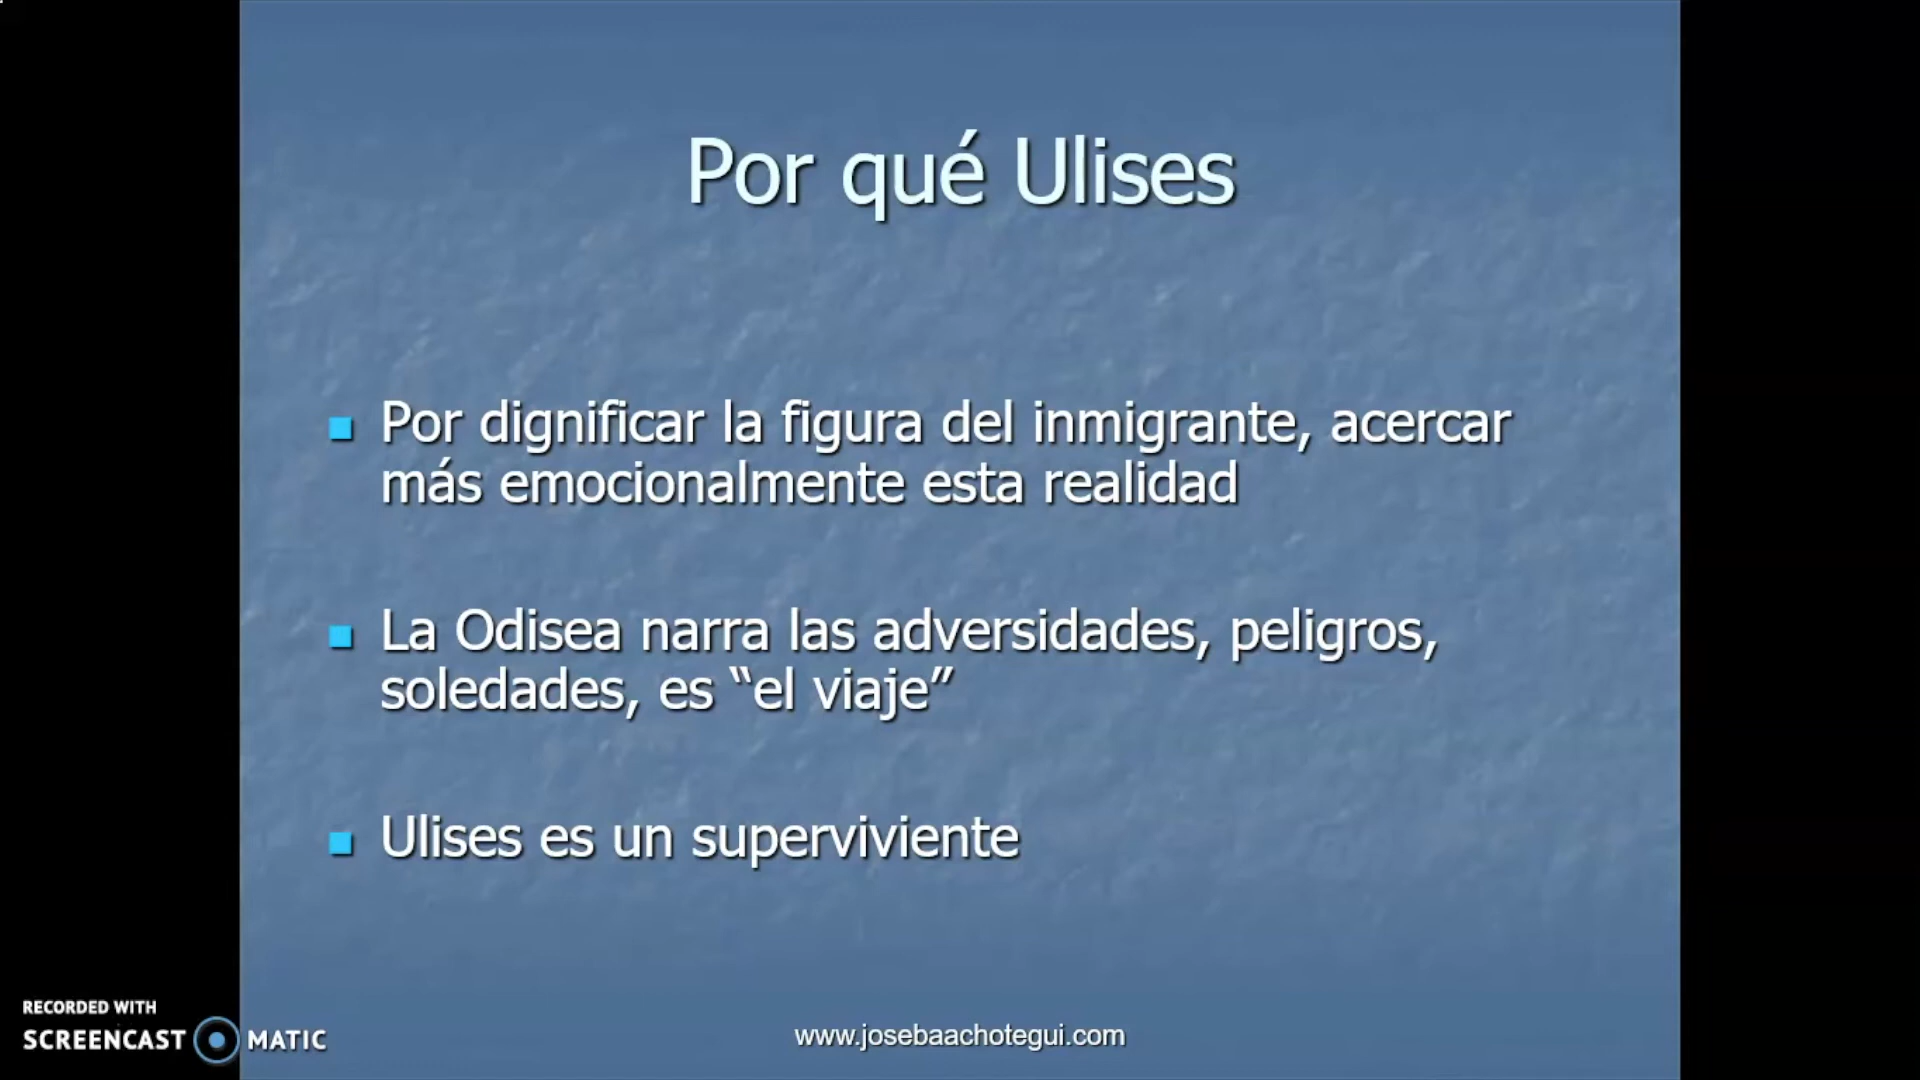 Por qué Ulises
Por dignificar la figura del inmigrante, acercar
más emocionalmente esta realidad
La Odisea narra las adversidades, peligros,
soledades, es “el viaje”
Ulises es un superviviente
RECORDED WITH
SCREENCAST MATIC
www.josebaachotegui.com